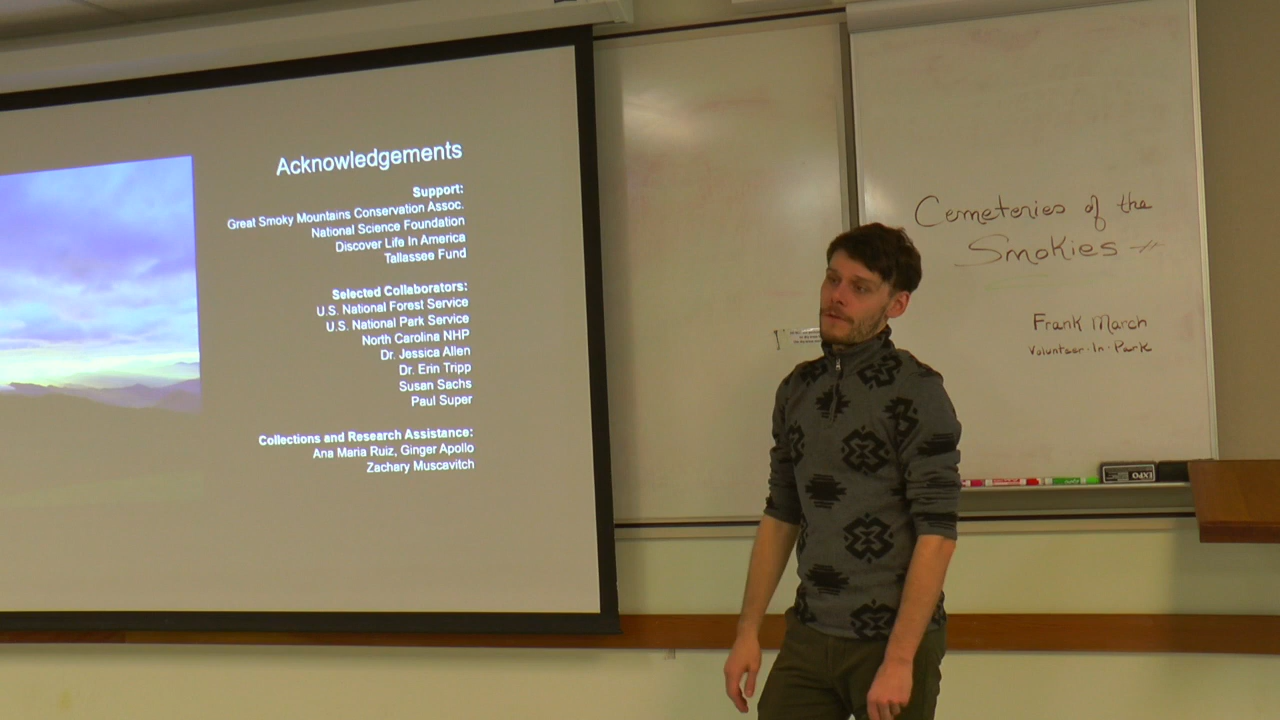 Acknowledgements
Support:
Great Smoky Mountains Conservation Assoc.
National Science Foundation
Discover Life In America
Tallassee Fund
Selected Collaborators:
U.S. National Forest Service
U.S. National Park Service
North Carolina NHP
Dr. Jessica Allen
Dr. Erin Tripp
Susan Sachs
Paul Super
Collections and Research Assistance:
Ana Maria Ruiz, Ginger Apollo
Zachary Muscavitch
Cemeteries of the
Smokies
Frank March
Volunteer-In-Park
EXPO